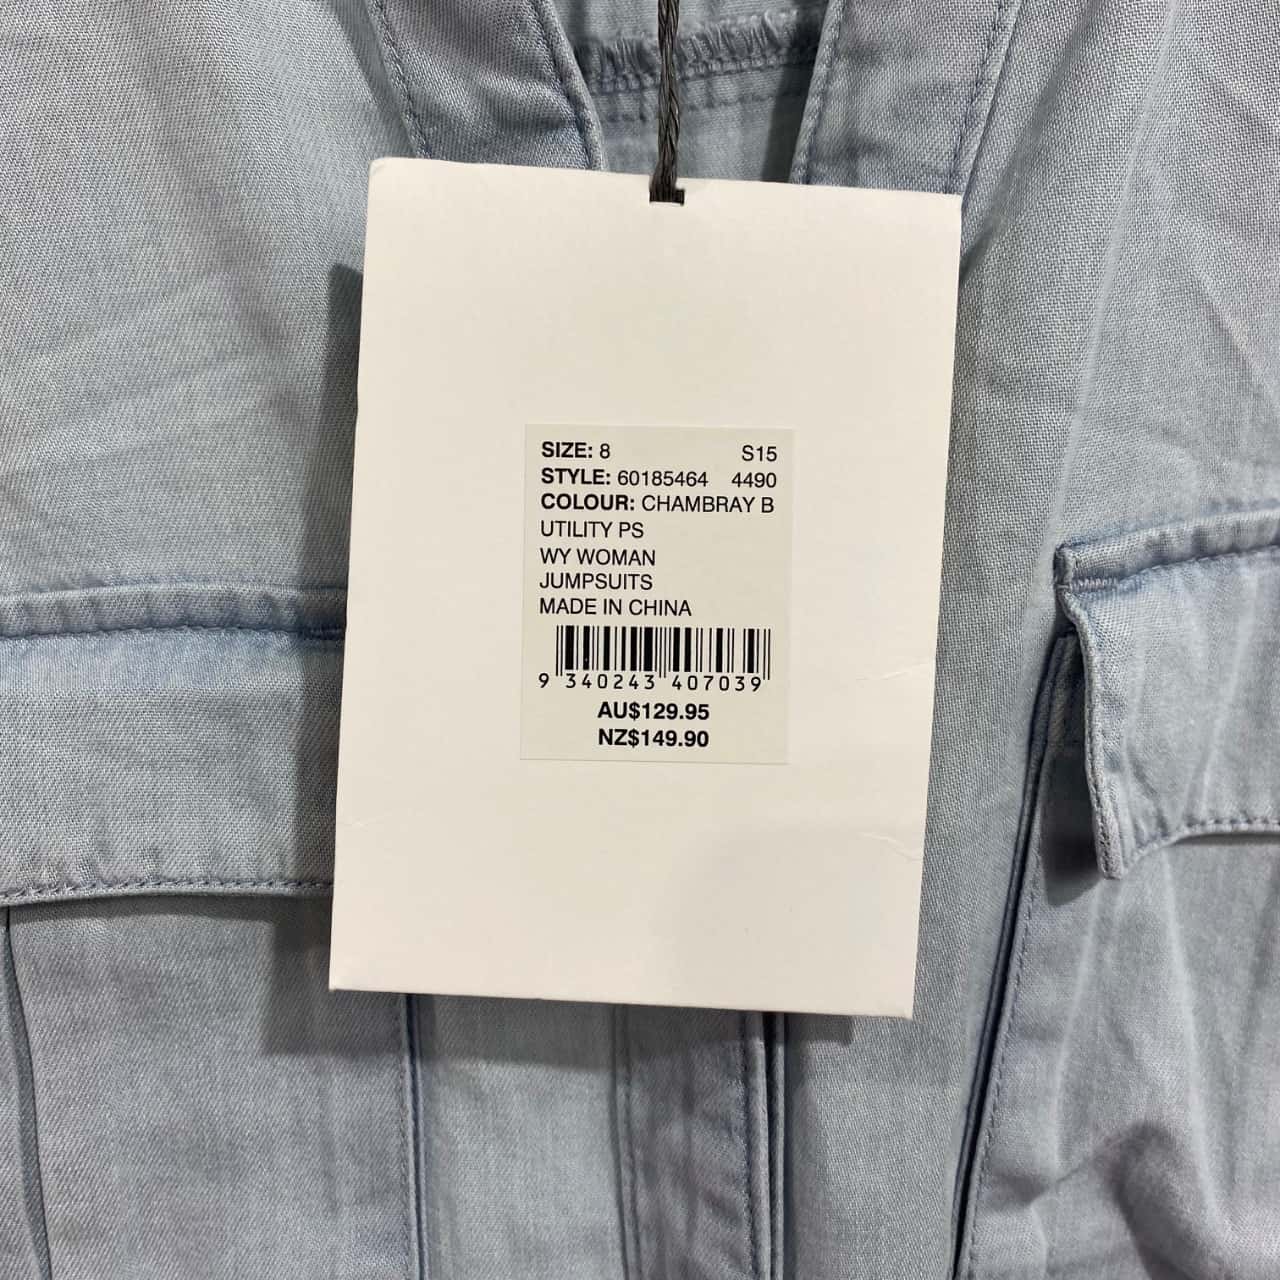 SIZE: 8 S15
STYLE: 60185464 4490
COLOUR: CHAMBRAY B
UTILITY PS
WY WOMAN
JUMPSUITS
MADE IN CHINA
9 340243 407039
AU$129.95
NZ$149.90